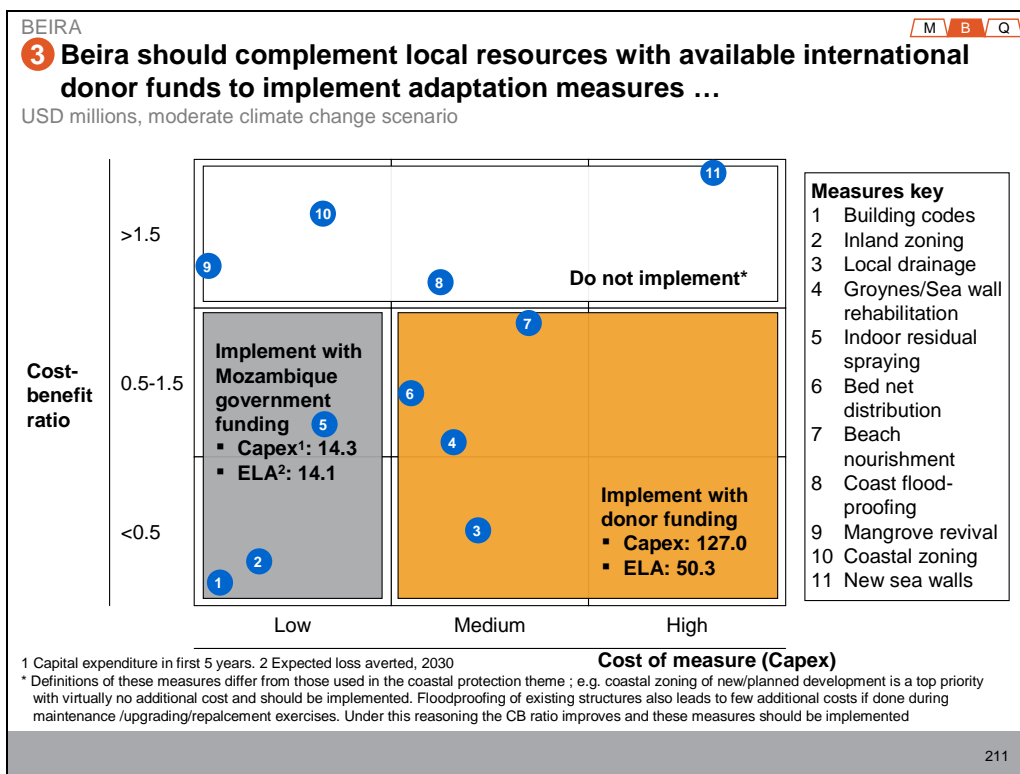 BEIRA
M B Q
3 Beira should complement local resources with available international
donor funds to implement adaptation measures …
USD millions, moderate climate change scenario
Cost-
benefit
ratio
>1.5
0.5-1.5
<0.5
11
10
9
8
Do not implement*
7
Implement with
Mozambique
government
funding
▪ Capex¹: 14.3
▪ ELA²: 14.1
6
5
4
3
2
1
Implement with
donor funding
▪ Capex: 127.0
▪ ELA: 50.3
Low Medium High
Cost of measure (Capex)
Measures key
1 Building codes
2 Inland zoning
3 Local drainage
4 Groynes/Sea wall
rehabilitation
5 Indoor residual
spraying
6 Bed net
distribution
7 Beach
nourishment
8 Coast flood-
proofing
9 Mangrove revival
10 Coastal zoning
11 New sea walls
1 Capital expenditure in first 5 years. 2 Expected loss averted, 2030
* Definitions of these measures differ from those used in the coastal protection theme ; e.g. coastal zoning of new/planned development is a top priority
with virtually no additional cost and should be implemented. Floodproofing of existing structures also leads to few additional costs if done during
maintenance /upgrading/repalcement exercises. Under this reasoning the CB ratio improves and these measures should be implemented
211